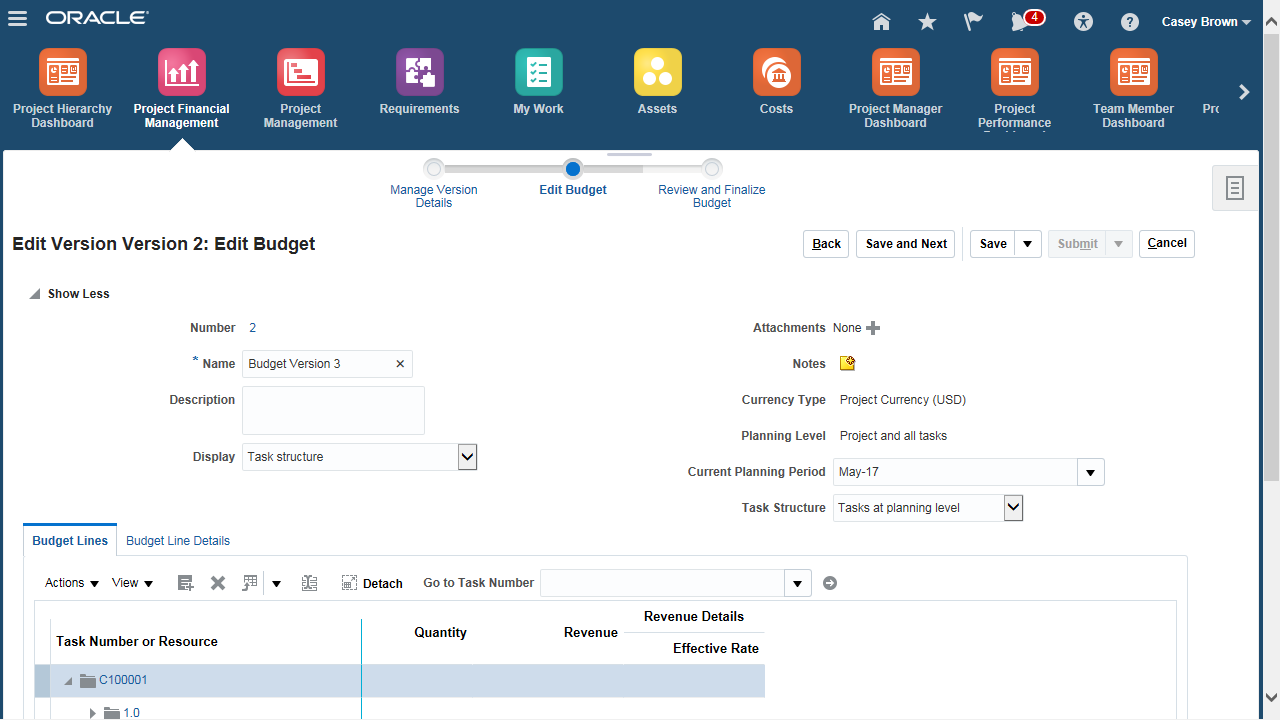 ORACLE
4
Casey Brown
Project Hierarchy
Dashboard
Project Financial
Management
Project
Management
Requirements
My Work
Assets
Costs
Project Manager
Dashboard
Project
Performance
Team Member
Dashboard
Manage Version
Details
Edit Budget
Review and Finalize
Budget
Edit Version Version 2: Edit Budget
Back
Save and Next
Save
Submit
Cancel
Show Less
Number 2
* Name Budget Version 3
Description
Display Task structure
Attachments None
Notes
Currency Type Project Currency (USD)
Planning Level Project and all tasks
Current Planning Period May-17
Task Structure Tasks at planning level
Budget Lines Budget Line Details
Actions View Detach Go to Task Number
Task Number or Resource
Quantity
Revenue
Revenue Details
Effective Rate
C100001
1.0